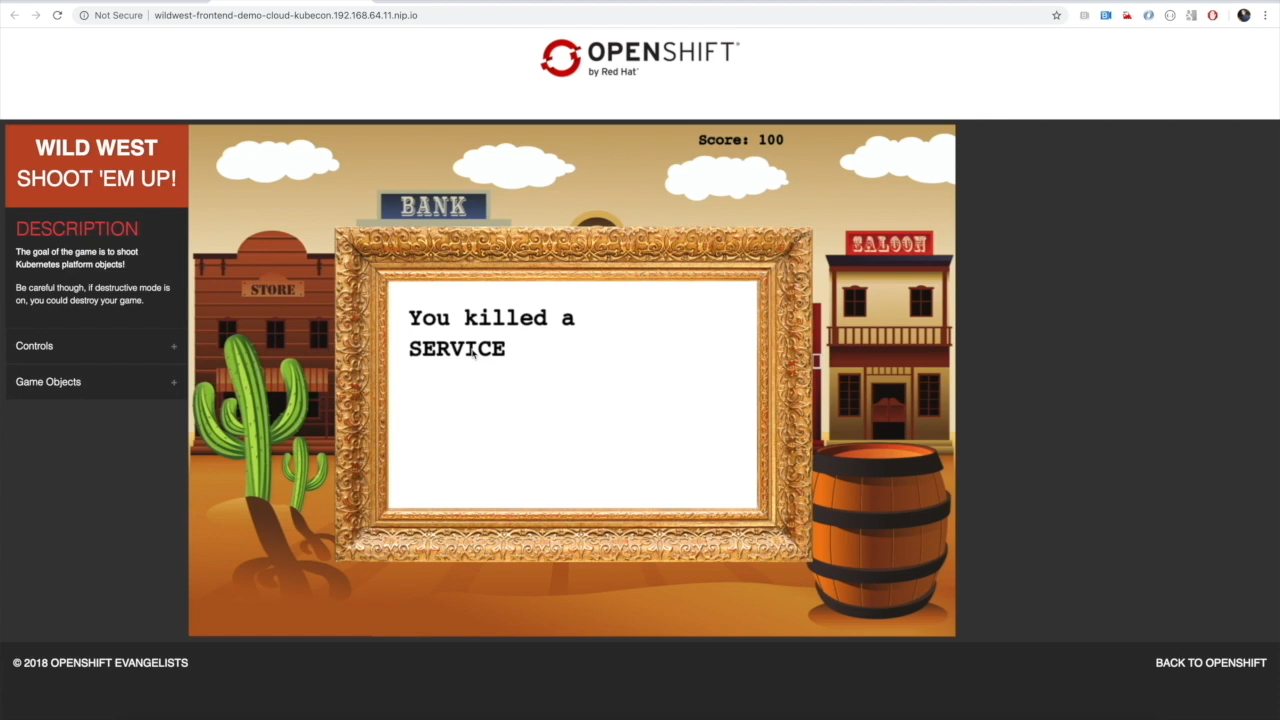 Not Secure
wildwest-frontend-demo-cloud-kubecon.192.168.64.11.nip.io
OPENSHIFT
by Red Hat
WILD WEST
SHOOT 'EM UP!
DESCRIPTION
The goal of the game is to shoot
Kubernetes platform objects!
Be careful though, if destructive mode is
on, you could destroy your game.
Controls +
Game Objects +
Score: 100
BANK
STORE
SALOON
You killed a
SERVICE
© 2018 OPENSHIFT EVANGELISTS
BACK TO OPENSHIFT